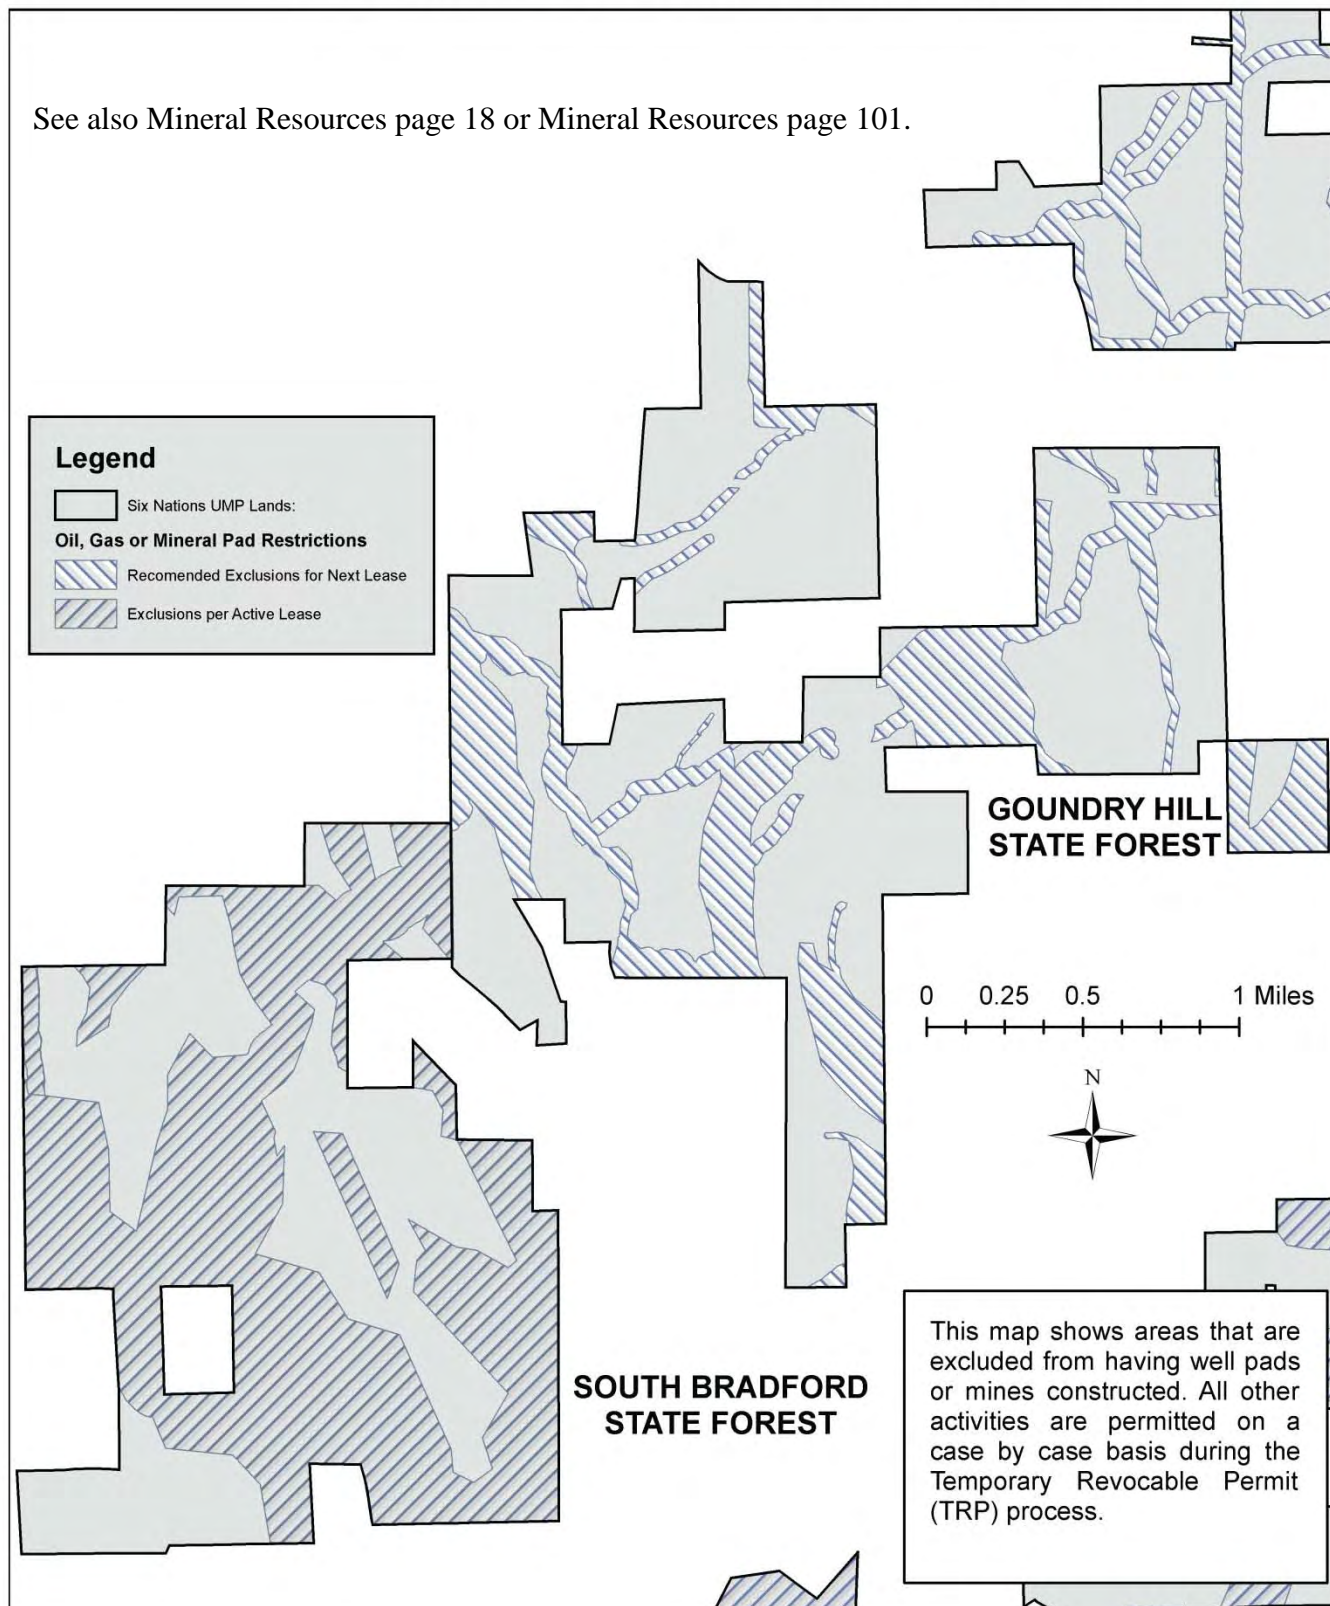 See also Mineral Resources page 18 or Mineral Resources page 101.
Legend
Six Nations UMP Lands:
Oil, Gas or Mineral Pad Restrictions
Recomended Exclusions for Next Lease
Exclusions per Active Lease
GOUNDRY HILL
STATE FOREST
0 0.25 0.5 1 Miles
N
SOUTH BRADFORD
STATE FOREST
This map shows areas that are
excluded from having well pads
or mines constructed. All other
activities are permitted on a
case by case basis during the
Temporary Revocable Permit
(TRP) process.